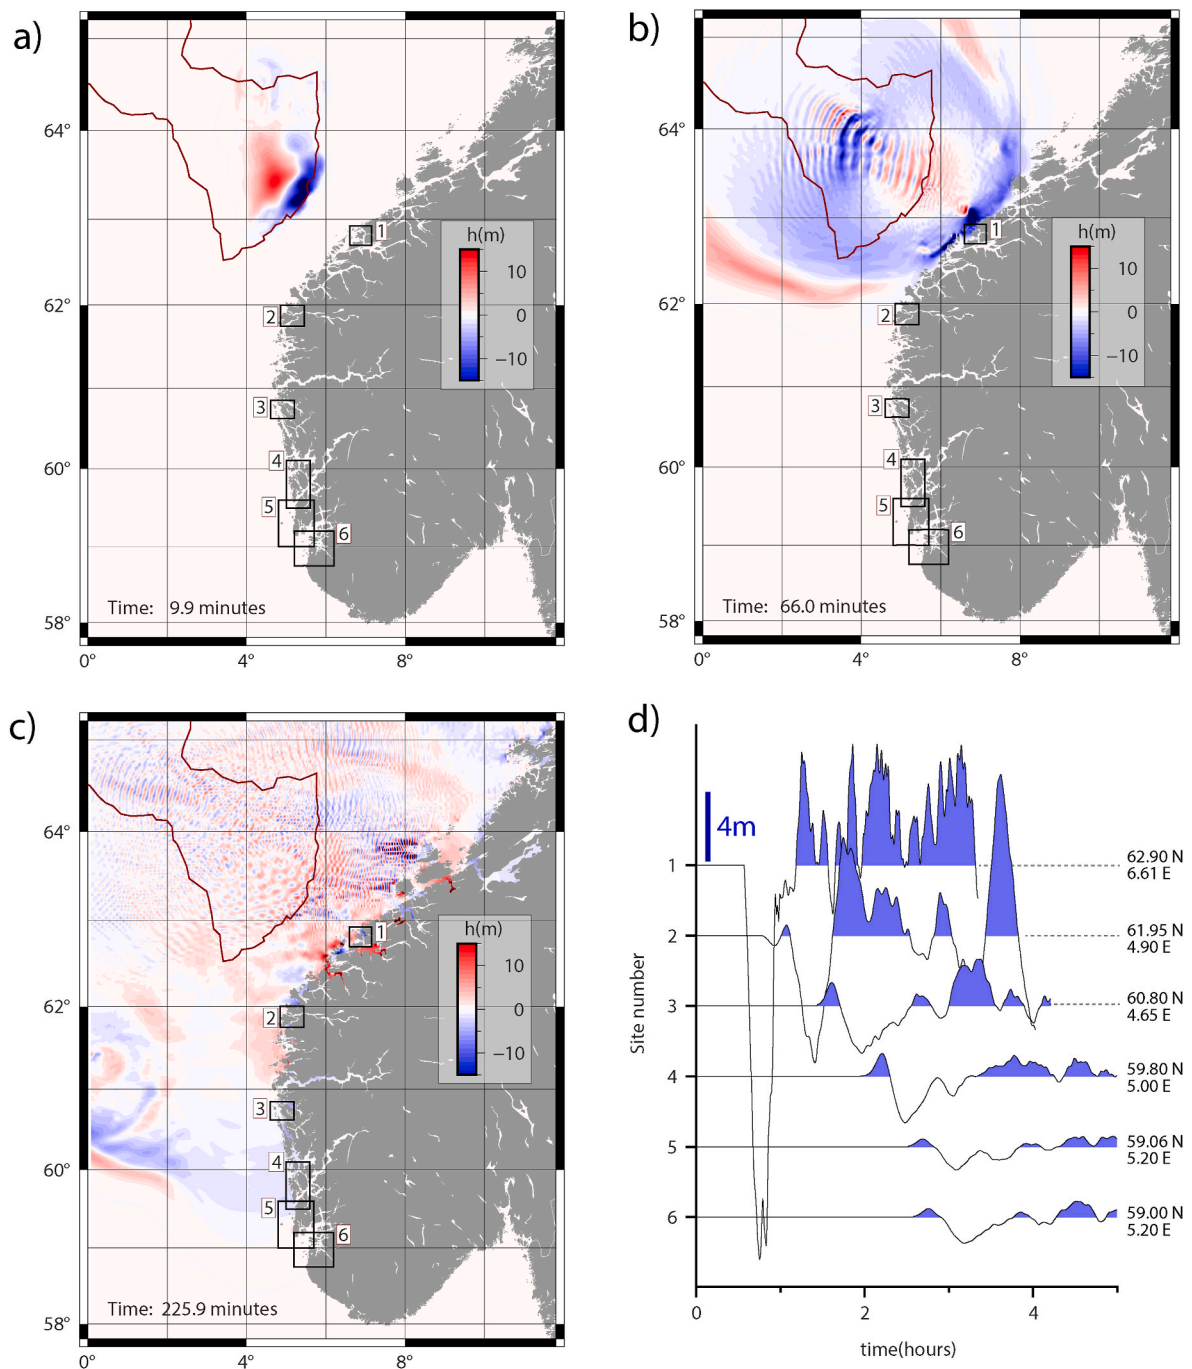 a)
64°
62°
60°
58°
0°
4°
8°
1
2
3
4
5
6
h(m)
10
0
−10
Time: 9.9 minutes
b)
64°
62°
60°
58°
0°
4°
8°
1
2
3
4
5
6
h(m)
10
0
−10
Time: 66.0 minutes
c)
64°
62°
60°
58°
0°
4°
8°
1
2
3
4
5
6
h(m)
10
0
−10
Time: 225.9 minutes
d)
4m
Site number
1
2
3
4
5
6
62.90 N
6.61 E
61.95 N
4.90 E
60.80 N
4.65 E
59.80 N
5.00 E
59.06 N
5.20 E
59.00 N
5.20 E
0
2
4
time(hours)